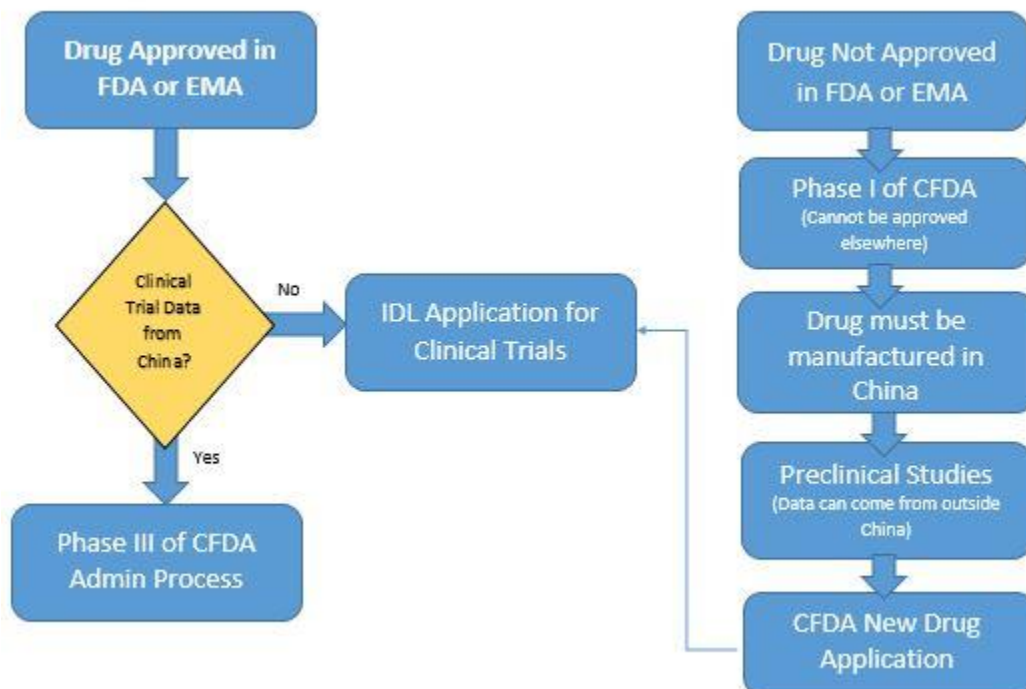 Drug Approved in
FDA or EMA
Clinical
Trial Data
from
China?
No
Yes
Phase III of CFDA
Admin Process
IDL Application for
Clinical Trials
Drug Not Approved
in FDA or EMA
Phase I of CFDA
(Cannot be approved
elsewhere)
Drug must be
manufactured in
China
Preclinical Studies
(Data can come from outside
China)
CFDA New Drug
Application